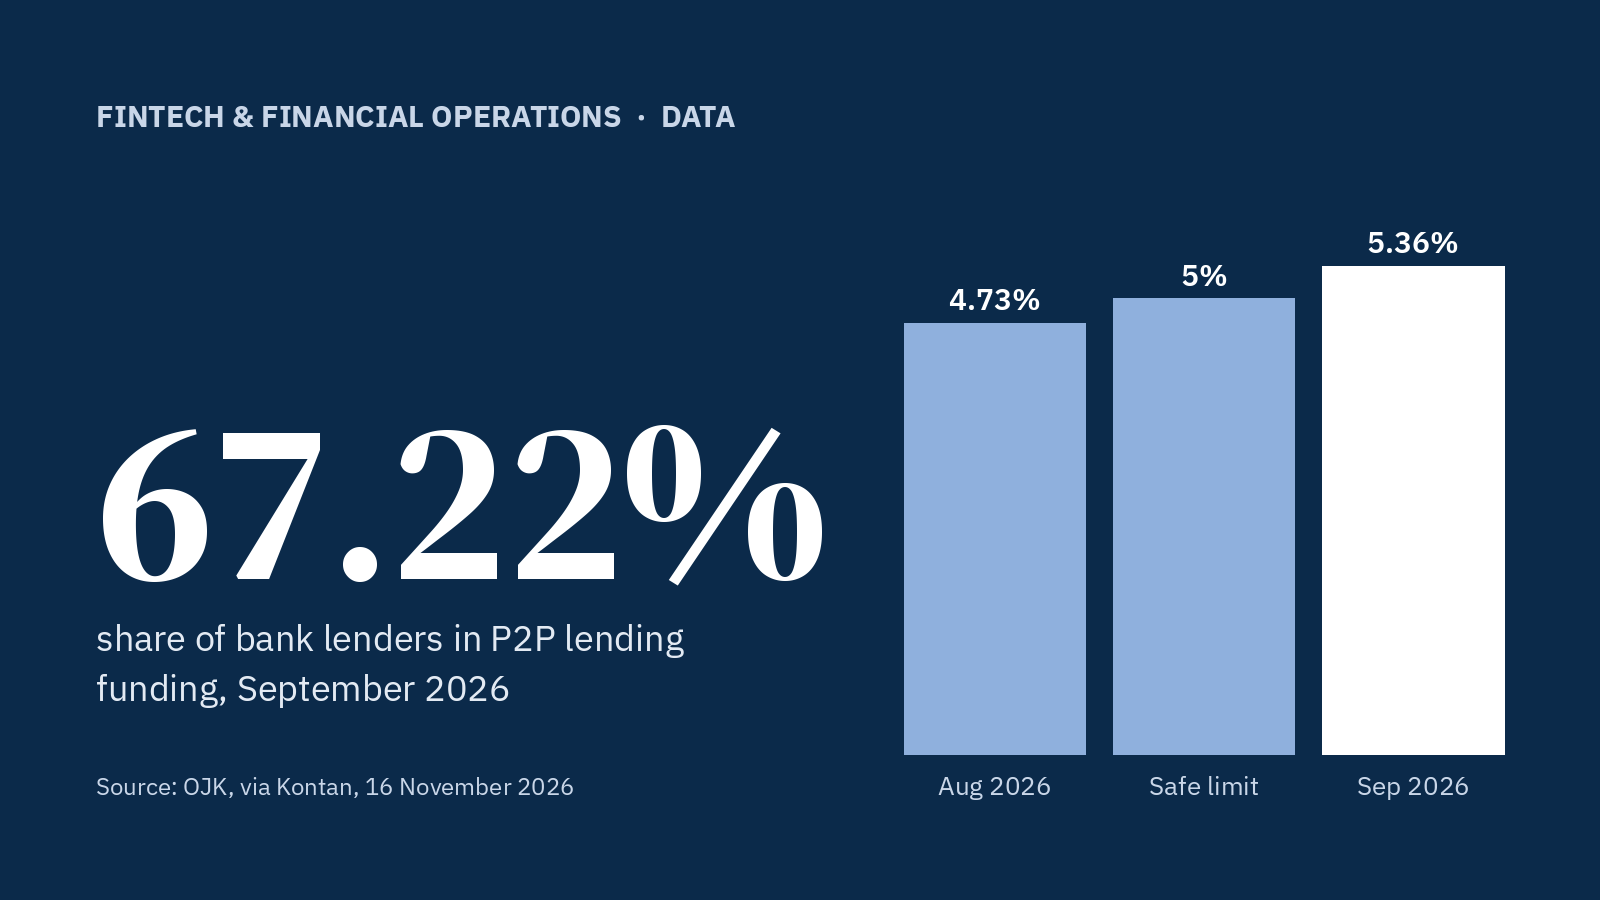 FINTECH & FINANCIAL OPERATIONS · DATA
67.22%
share of bank lenders in P2P lending
funding, September 2026
Source: OJK, via Kontan, 16 November 2026
4.73%
5%
5.36%
Aug 2026
Safe limit
Sep 2026